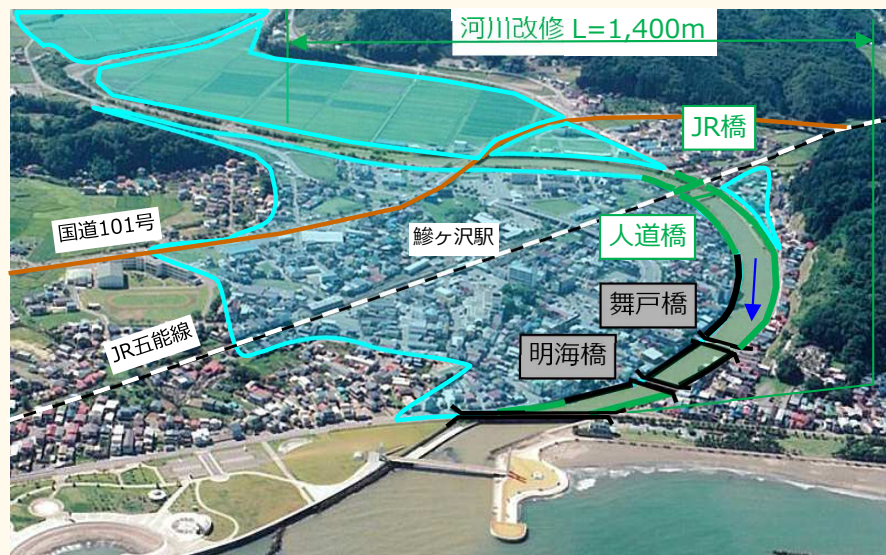 河川改修 L=1,400m
JR橋
国道101号
鰺ヶ沢駅
人道橋
舞戸橋
JR五能線
明海橋